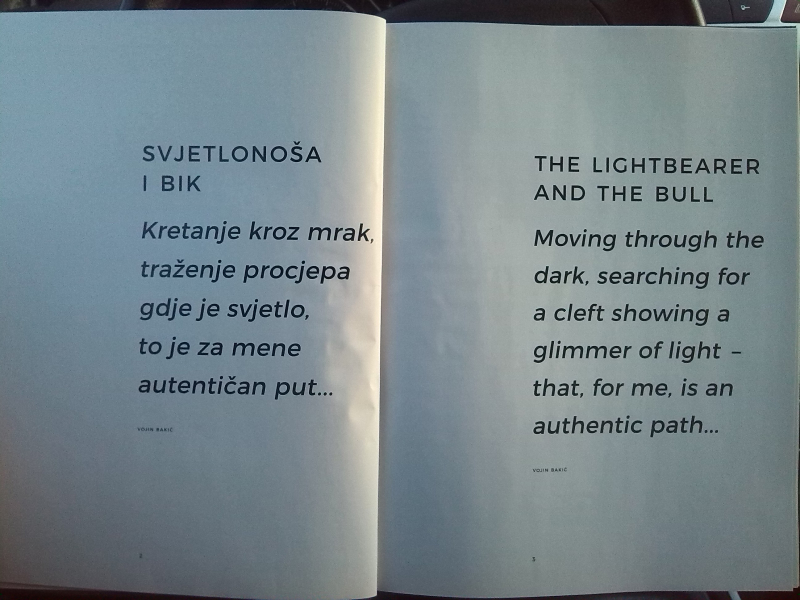 SVJETLONOŠA
I BIK
Kretanje kroz mrak,
traženje procjepa
gdje je svjetlo,
to je za mene
autentičan put...
VOJIN BAKIĆ
THE LIGHTBEARER
AND THE BULL
Moving through the
dark, searching for
a cleft showing a
glimmer of light –
that, for me, is an
authentic path...
VOJIN BAKIĆ
3